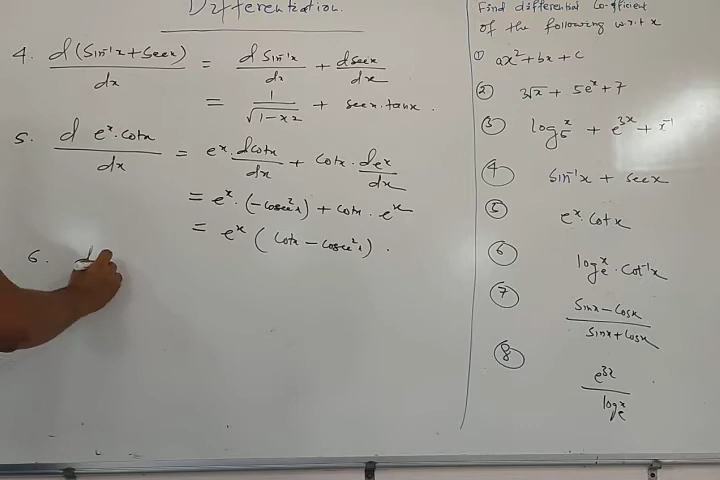 Differentiation.
4. d(Sin⁻¹x + Secx)/dx = d Sin⁻¹x/dx + d secx/dx
= 1/√1-x2 + secx.tanx.
5. d eˣ.cotx/dx = eˣ.dcotx/dx + cotx.deˣ/dx
= eˣ.(-cosec²x) + cotx.eˣ
= eˣ (cotx - cosec²x).
6. d
Find differential Co-efficient
of the following w.r.t x
① ax² + bx + c
② 3√x + 5eˣ + 7
③ log₅ˣ + e³ˣ + x⁻¹
④ Sin⁻¹x + secx
⑤ eˣ.cotx
⑥ logₑˣ.cot⁻¹x
⑦ Sinx - cosx/Sinx + cosx
⑧ e³ˣ/logₑˣ